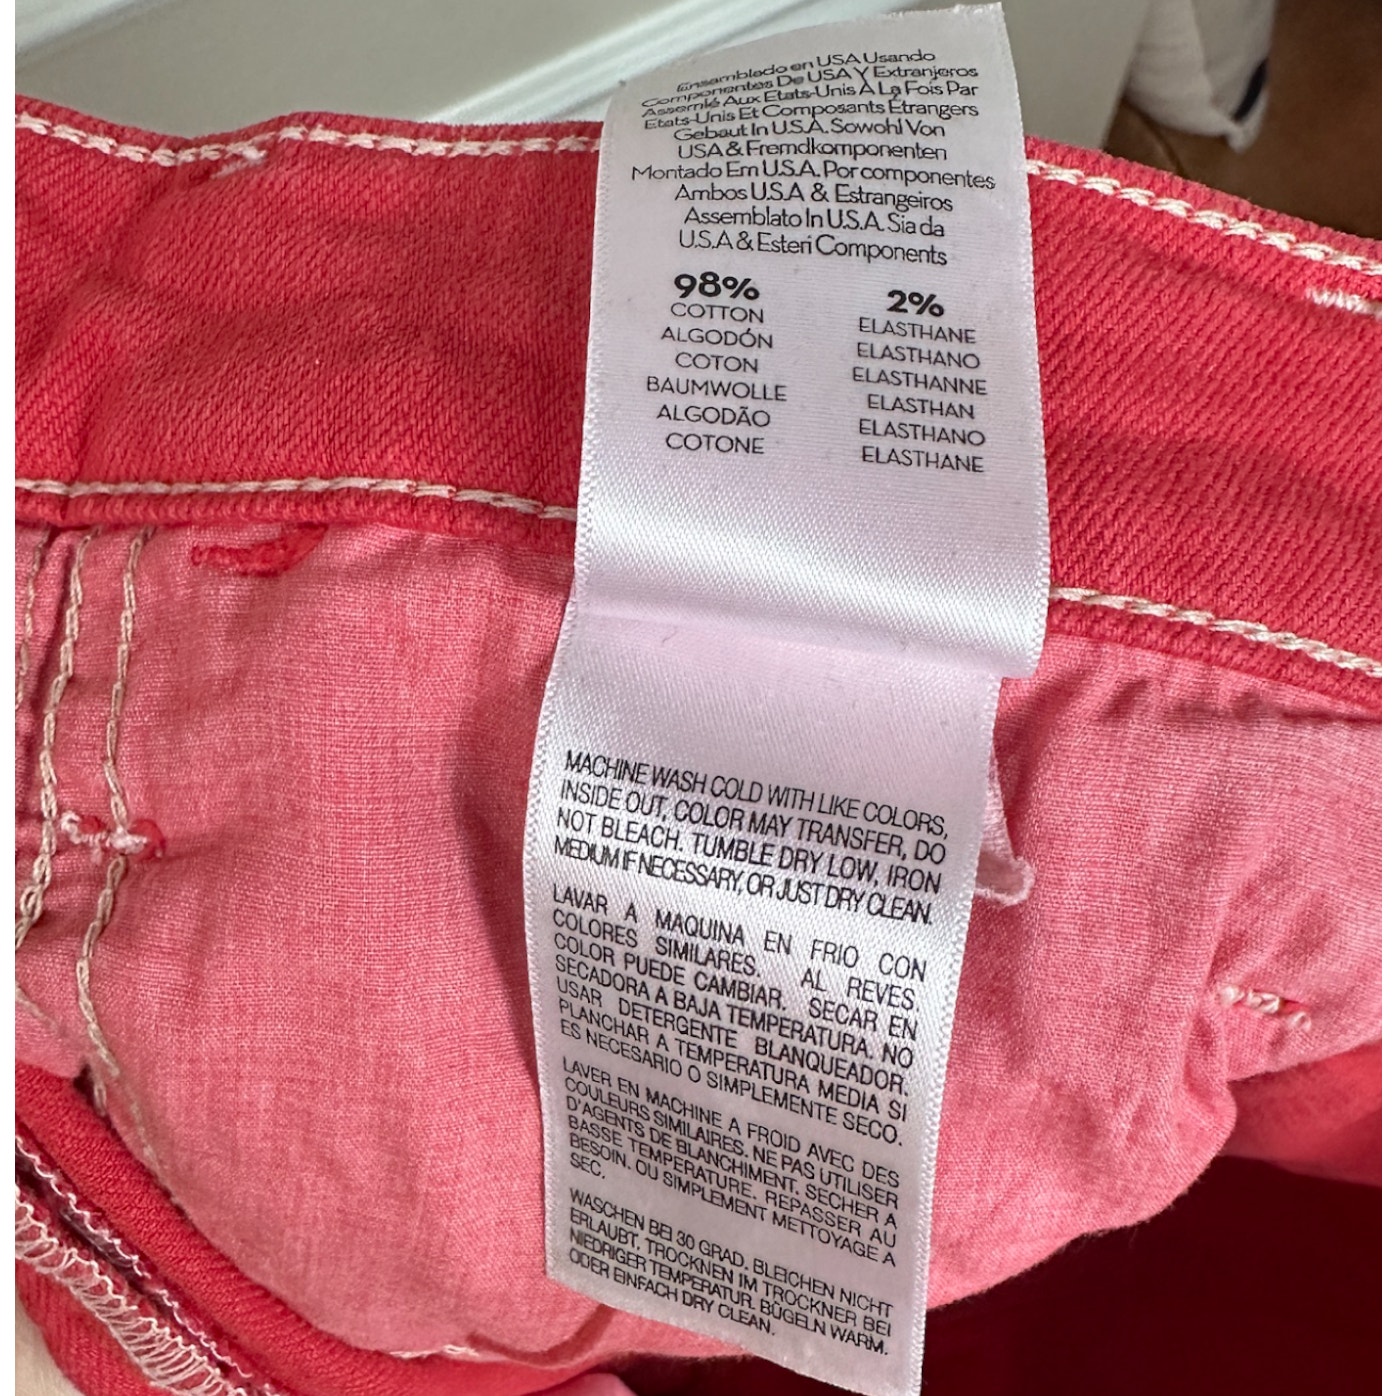 Ensamblado en USA Usando
Componentes De USA Y Extranjeros
Assemlé Aux Etats-Unis A La Fois Par
Etats-Unis Et Composants Étrangers
Gebaut In U.S.A. Sowohl Von
USA & Fremdkomponenten
Montado Em U.S.A. Por componentes
Ambos U.S.A & Estrangeiros
Assemblato In U.S.A. Sia da
U.S.A & Esteri Components
98%
COTTON
ALGODÓN
COTON
BAUMWOLLE
ALGODÃO
COTONE
2%
ELASTHANE
ELASTHANO
ELASTHANNE
ELASTHAN
ELASTHANO
ELASTHANE
MACHINE WASH COLD WITH LIKE COLORS,
INSIDE OUT, COLOR MAY TRANSFER, DO
NOT BLEACH. TUMBLE DRY LOW, IRON
MEDIUM IF NECESSARY, OR JUST DRY CLEAN.
LAVAR A MAQUINA EN FRIO CON
COLORES SIMILARES. AL REVES,
COLOR PUEDE CAMBIAR. SECAR EN
SECADORA A BAJA TEMPERATURA. NO
USAR DETERGENTE BLANQUEADOR.
PLANCHAR A TEMPERATURA MEDIA SI
ES NECESARIO O SIMPLEMENTE SECO.
LAVER EN MACHINE A FROID AVEC DES
COULEURS SIMILAIRES. NE PAS UTILISER
D'AGENTS DE BLANCHIMENT. SECHER A
BASSE TEMPERATURE. REPASSER AU
BESOIN. OU SIMPLEMENT METTOYAGE A
SEC.
WASCHEN BEI 30 GRAD. BLEICHEN NICHT
ERLAUBT. TROCKNEN IM TROCKNER BEI
NIEDRIGER TEMPERATUR. BÜGELN WARM.
ODER EINFACH DRY CLEAN.